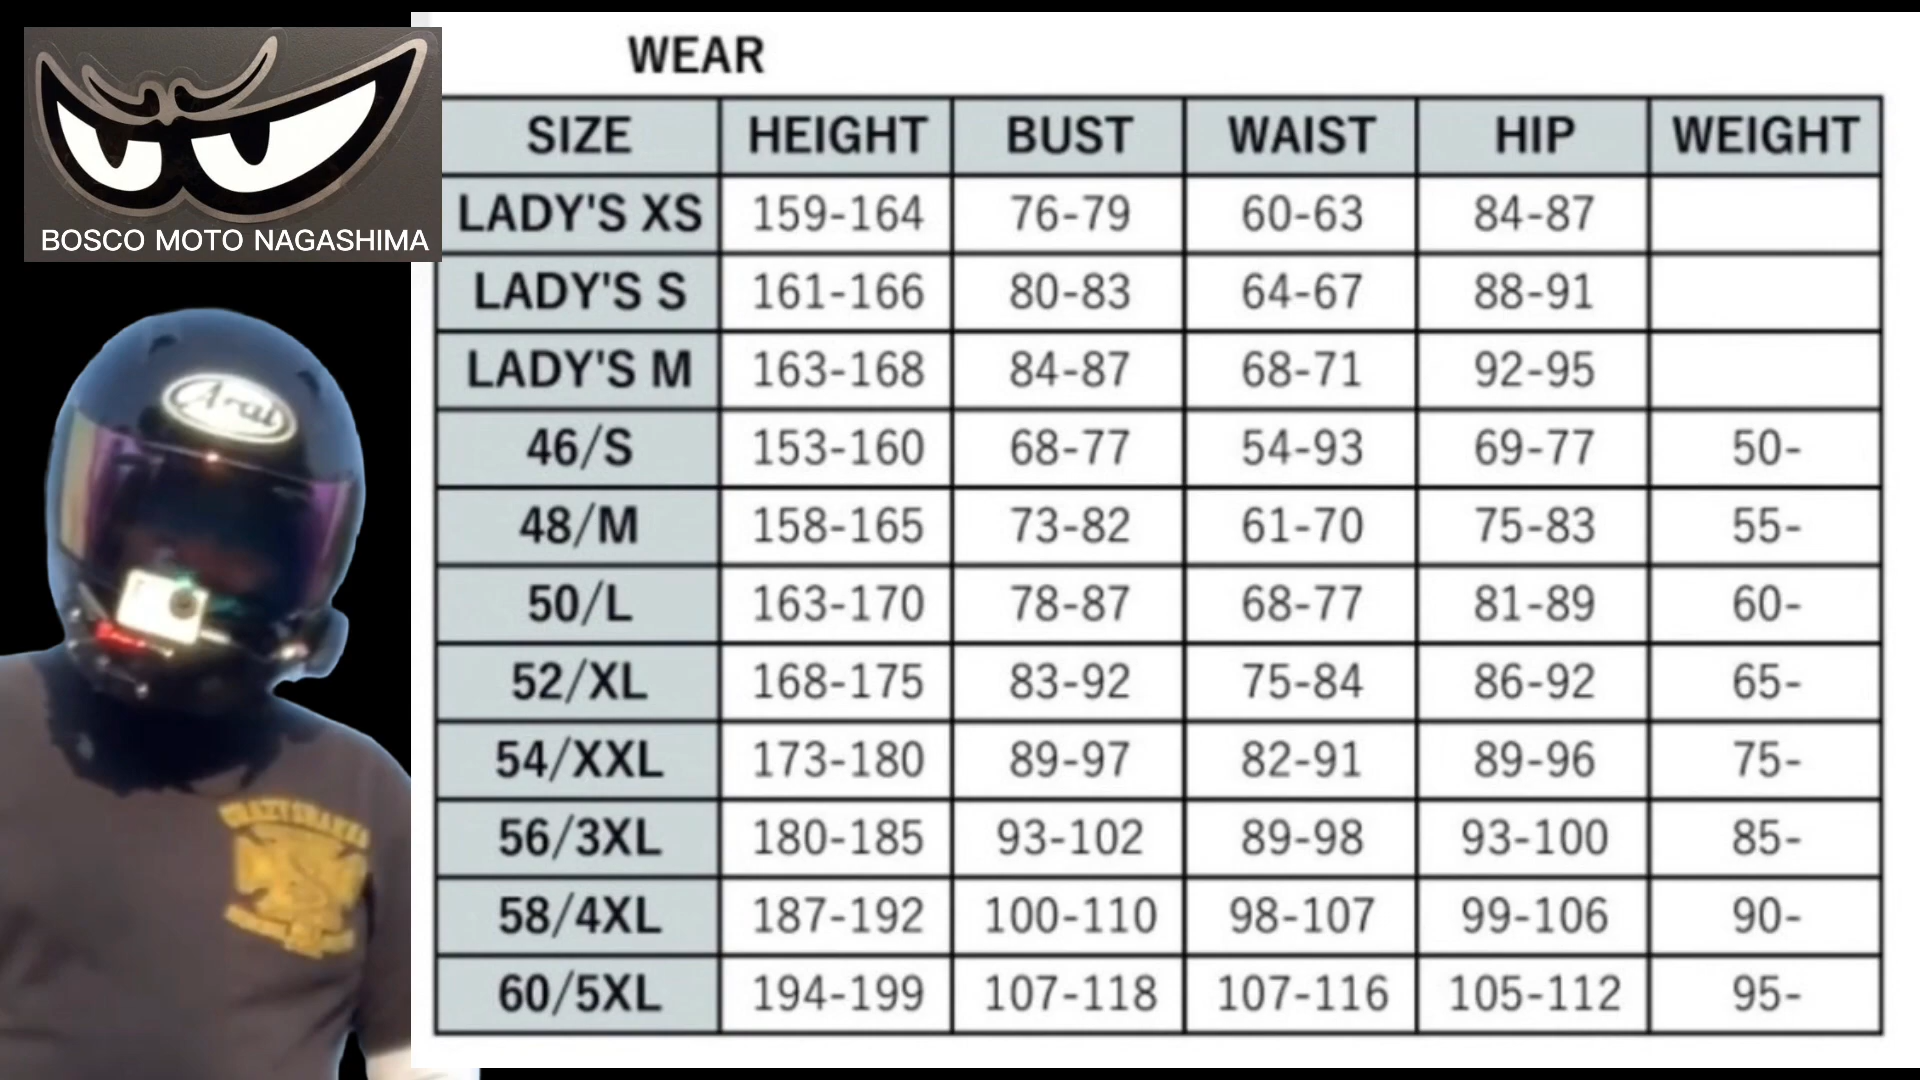 BOSCO MOTO NAGASHIMA
Arai
WEAR
SIZE HEIGHT BUST WAIST HIP WEIGHT
LADY'S XS 159-164 76-79 60-63 84-87
LADY'S S 161-166 80-83 64-67 88-91
LADY'S M 163-168 84-87 68-71 92-95
46/S 153-160 68-77 54-93 69-77 50-
48/M 158-165 73-82 61-70 75-83 55-
50/L 163-170 78-87 68-77 81-89 60-
52/XL 168-175 83-92 75-84 86-92 65-
54/XXL 173-180 89-97 82-91 89-96 75-
56/3XL 180-185 93-102 89-98 93-100 85-
58/4XL 187-192 100-110 98-107 99-106 90-
60/5XL 194-199 107-118 107-116 105-112 95-